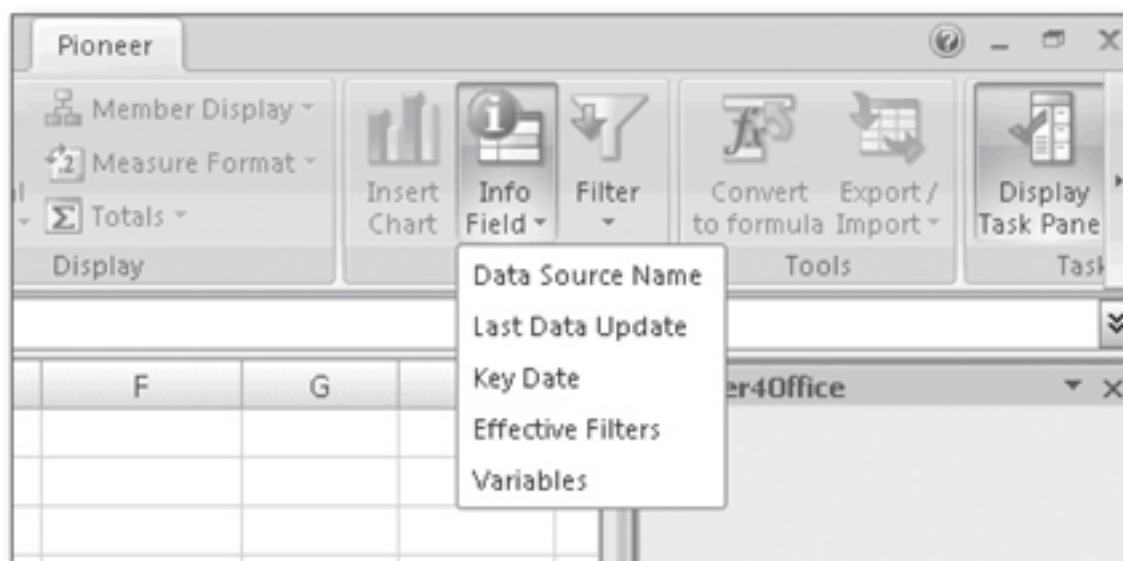 Pioneer
Member Display
Measure Format
Totals
Display
Insert Chart
Info Field
Filter
Convert to formula
Export / Import
Tools
Display Task Pane
Data Source Name
Last Data Update
Key Date
Effective Filters
Variables
F
G
er4Office